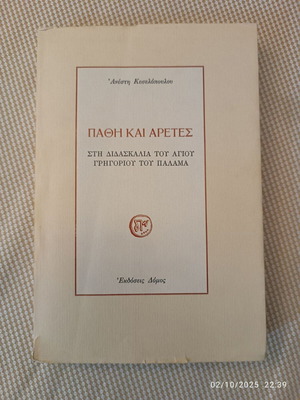 Ἀνέστη Κεσελόπουλου
ΠΑΘΗ ΚΑΙ ΑΡΕΤΕΣ
ΣΤΗ ΔΙΔΑΣΚΑΛΙΑ ΤΟΥ ΑΓΙΟΥ
ΓΡΗΓΟΡΙΟΥ ΤΟΥ ΠΑΛΑΜΑ
Ἐκδόσεις Δόμος
02/10/2025 22:39